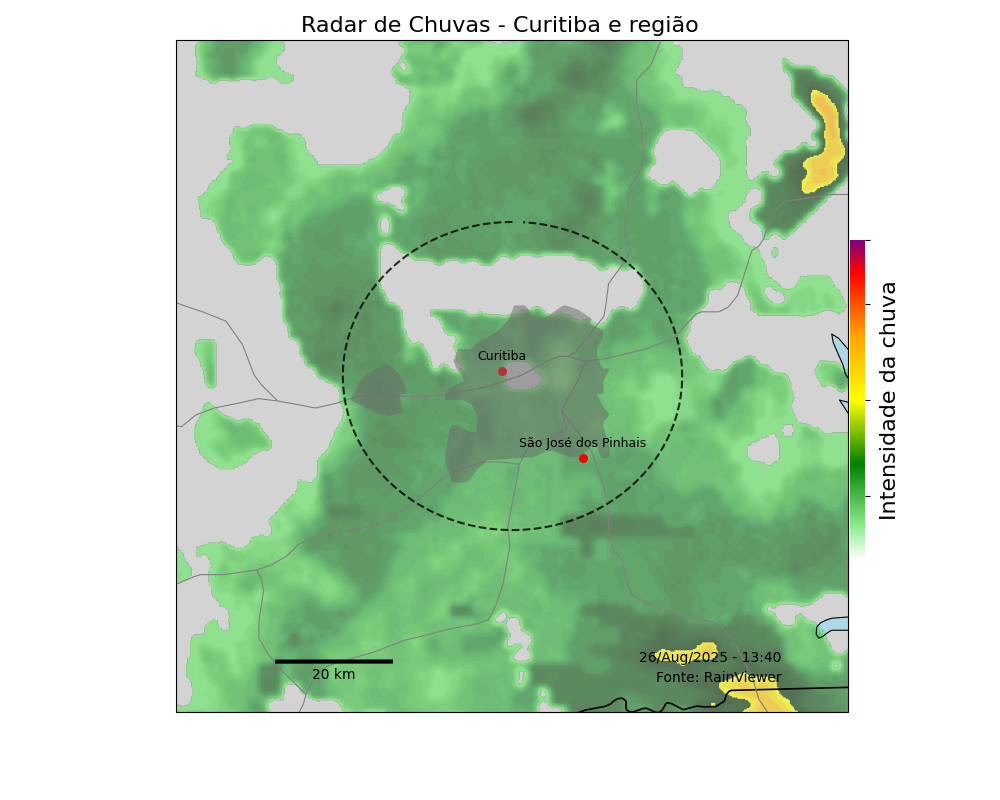 Radar de Chuvas - Curitiba e região
Curitiba
São José dos Pinhais
Intensidade da chuva
26/Aug/2025 - 13:40
Fonte: RainViewer
20 km